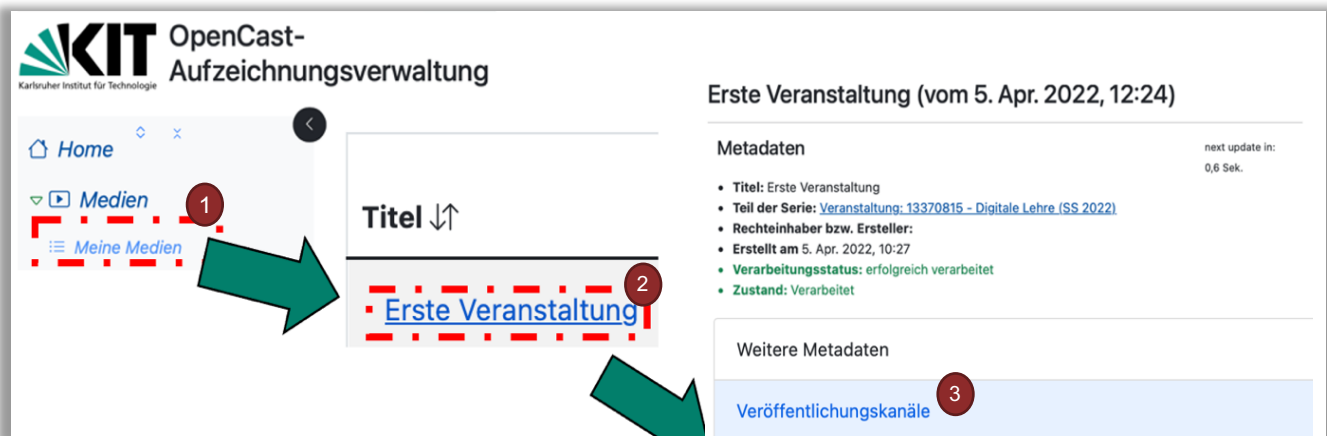 KIT
Karlsruher Institut für Technologie
OpenCast-
Aufzeichnungsverwaltung
Home
Medien
1
Meine Medien
Titel
2
Erste Veranstaltung
Erste Veranstaltung (vom 5. Apr. 2022, 12:24)
Metadaten
next update in:
0,6 Sek.
• Titel: Erste Veranstaltung
• Teil der Serie: Veranstaltung: 13370815 - Digitale Lehre (SS 2022)
• Rechteinhaber bzw. Ersteller:
• Erstellt am 5. Apr. 2022, 10:27
• Verarbeitungsstatus: erfolgreich verarbeitet
• Zustand: Verarbeitet
Weitere Metadaten
Veröffentlichungskanäle
3